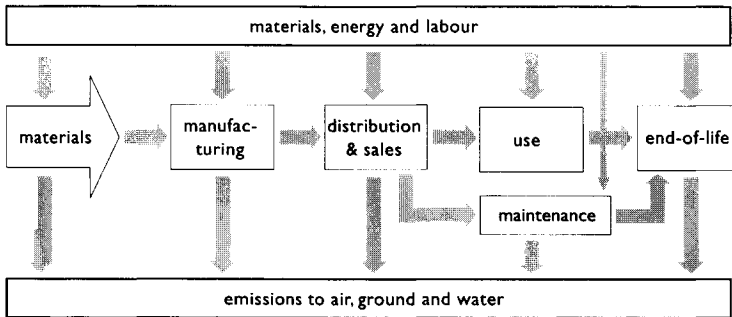 materials, energy and labour
materials
manufac-
turing
distribution
& sales
use
end-of-life
maintenance
emissions to air, ground and water